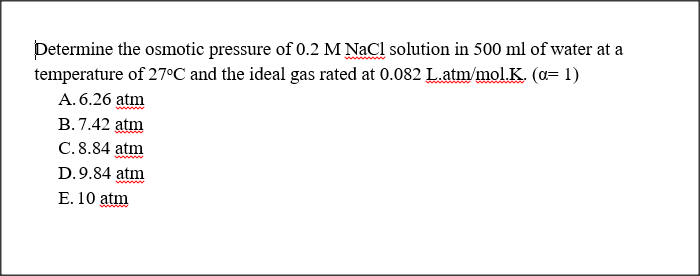 Determine the osmotic pressure of 0.2 M NaCl solution in 500 ml of water at a
temperature of 27°C and the ideal gas rated at 0.082 L.atm/mol.K. (α= 1)
A. 6.26 atm
B. 7.42 atm
C. 8.84 atm
D. 9.84 atm
E. 10 atm